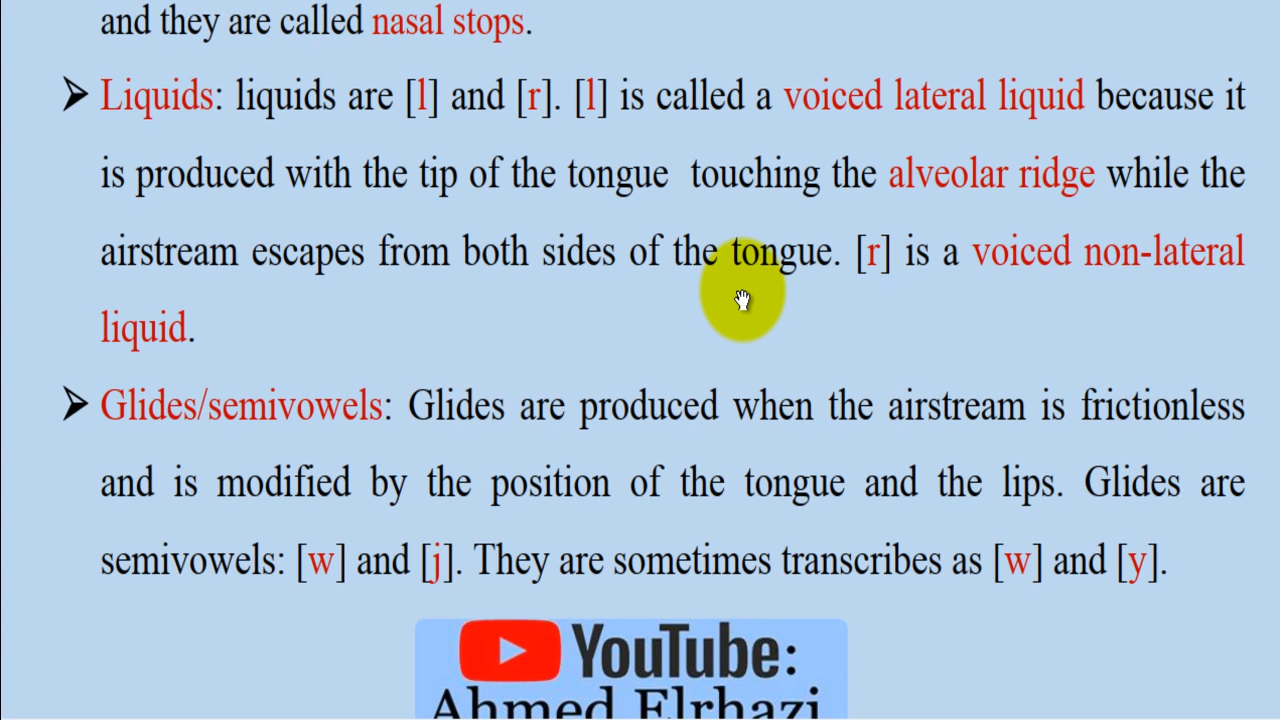 and they are called nasal stops.
➤ Liquids: liquids are [l] and [r]. [l] is called a voiced lateral liquid because it
is produced with the tip of the tongue touching the alveolar ridge while the
airstream escapes from both sides of the tongue. [r] is a voiced non-lateral
liquid.
➤ Glides/semivowels: Glides are produced when the airstream is frictionless
and is modified by the position of the tongue and the lips. Glides are
semivowels: [w] and [j]. They are sometimes transcribes as [w] and [y].
YouTube:
Ahmed Elrhazi